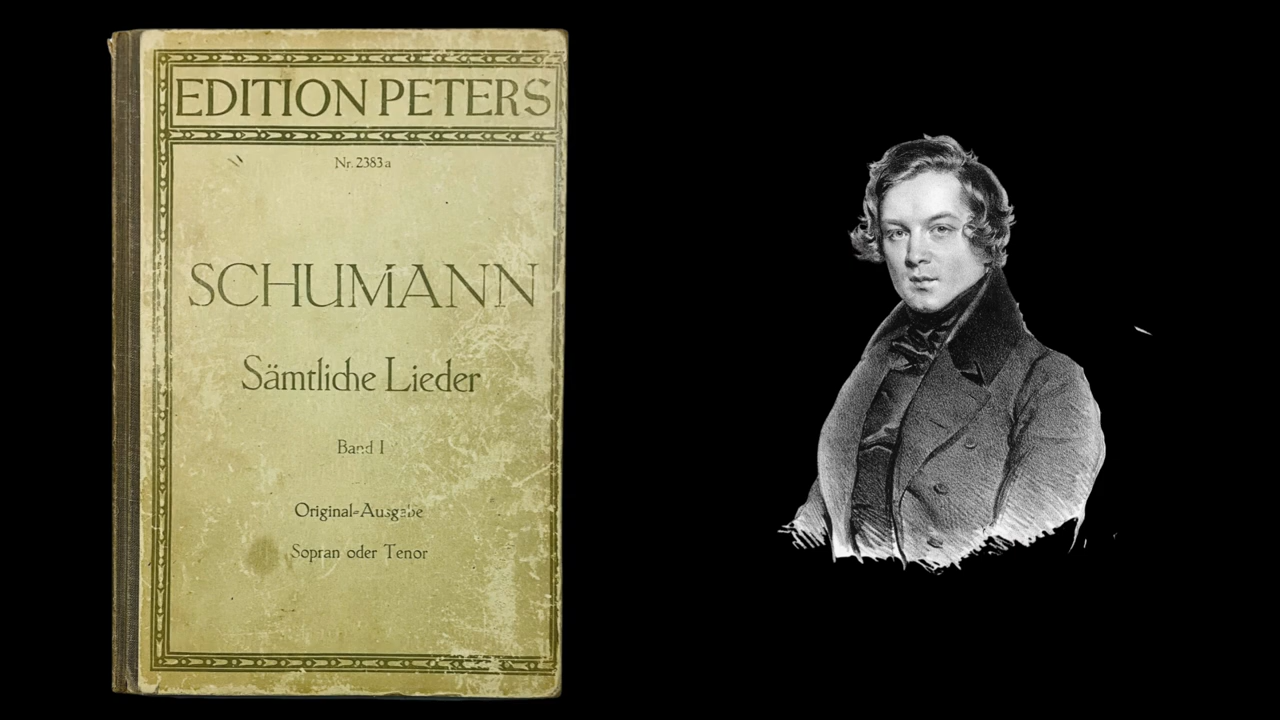 EDITION PETERS
Nr. 2383a
SCHUMANN
Sämtliche Lieder
Band I
Original=Ausgabe
Sopran oder Tenor